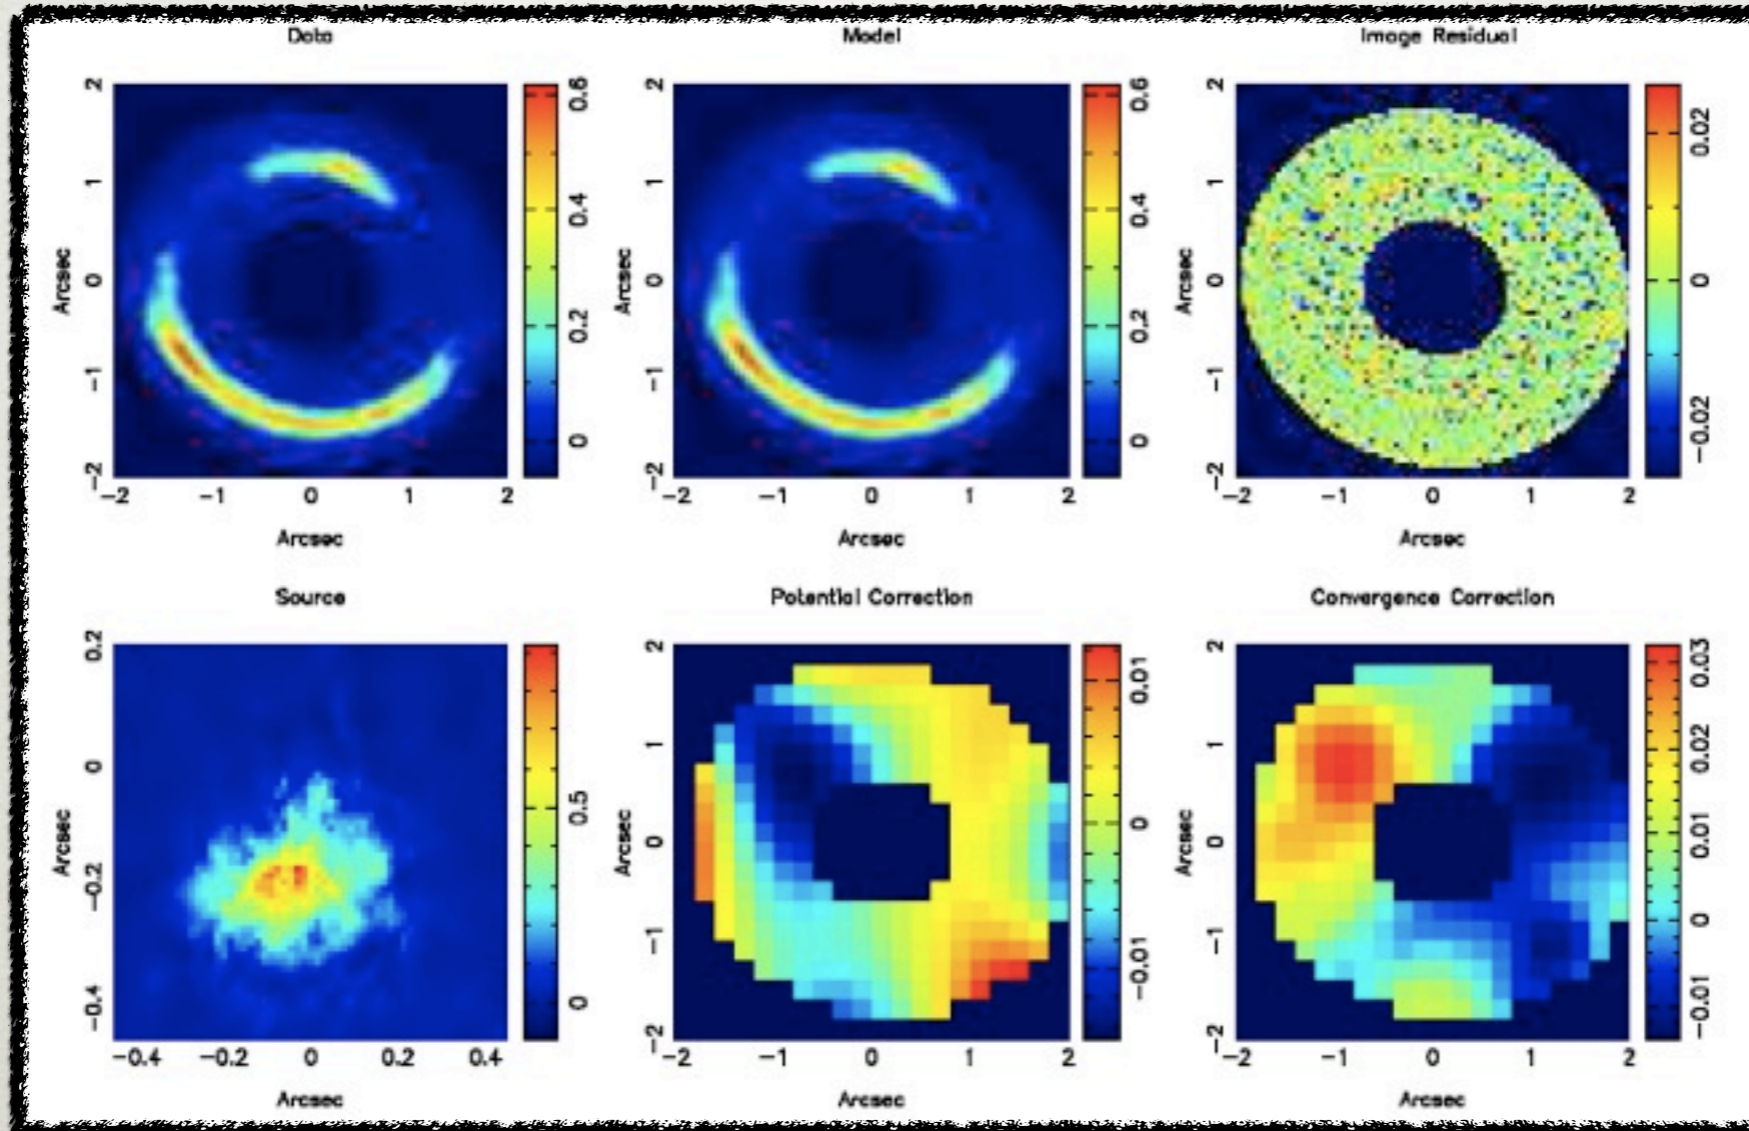 Data
Model
Image Residual
2
1
0
−1
−2
Arcsec
−2 −1 0 1 2
Arcsec
0.6
0.4
0.2
0
2
1
0
−1
−2
Arcsec
−2 −1 0 1 2
Arcsec
0.6
0.4
0.2
0
2
1
0
−1
−2
Arcsec
−2 −1 0 1 2
Arcsec
0.02
0
−0.02
Source
Potential Correction
Convergence Correction
0.2
0
−0.2
−0.4
Arcsec
−0.4 −0.2 0 0.2 0.4
Arcsec
0.5
0
2
1
0
−1
−2
Arcsec
−2 −1 0 1 2
Arcsec
0.01
0
−0.01
2
1
0
−1
−2
Arcsec
−2 −1 0 1 2
Arcsec
0.03
0.02
0.01
0
−0.01